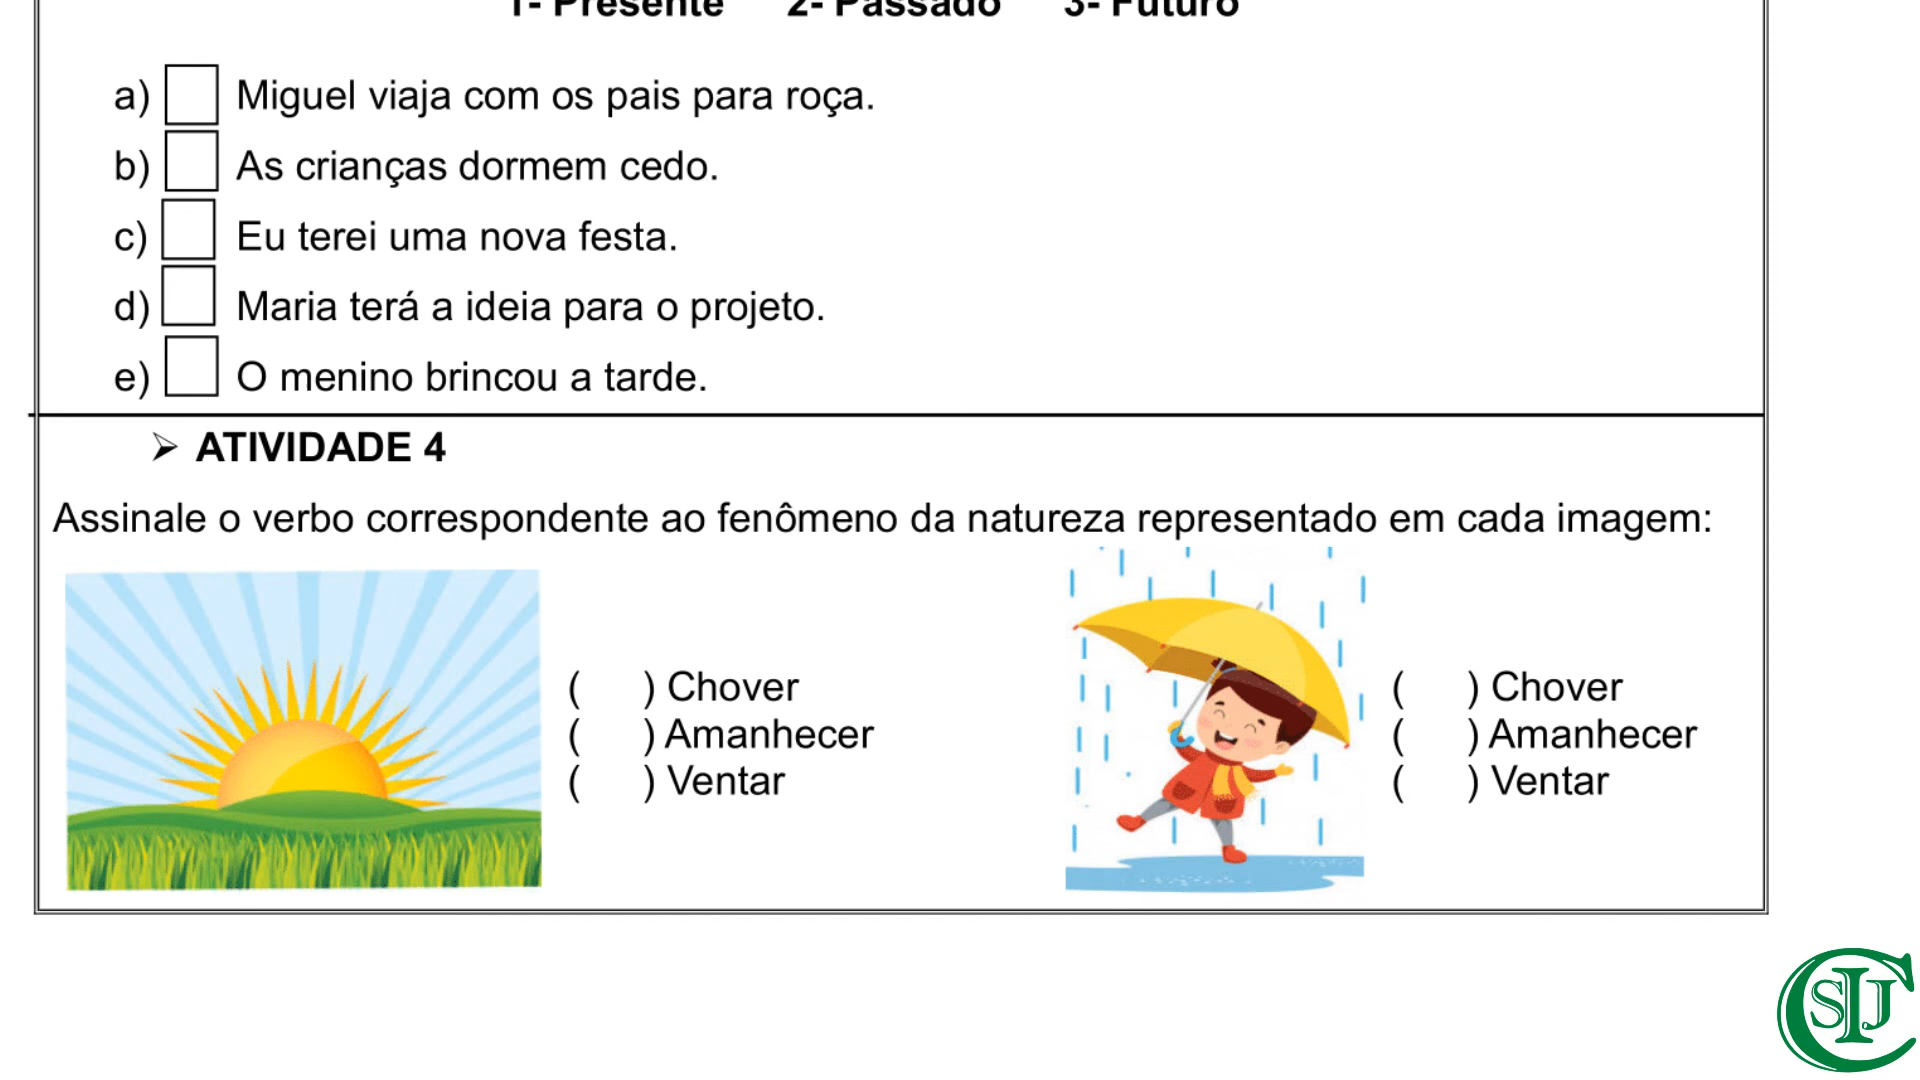 1- Presente 2- Passado 3- Futuro
a) Miguel viaja com os pais para roça.
b) As crianças dormem cedo.
c) Eu terei uma nova festa.
d) Maria terá a ideia para o projeto.
e) O menino brincou a tarde.
➢ ATIVIDADE 4
Assinale o verbo correspondente ao fenômeno da natureza representado em cada imagem:
( ) Chover
( ) Amanhecer
( ) Ventar
( ) Chover
( ) Amanhecer
( ) Ventar
CSIJ